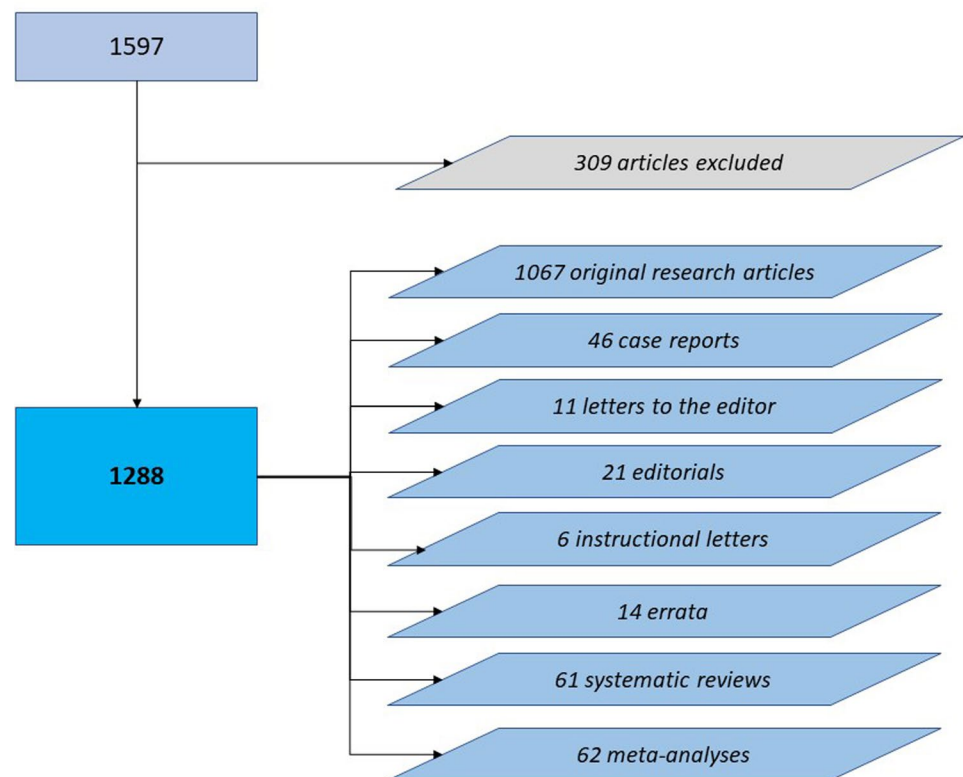 1597
309 articles excluded
1067 original research articles
46 case reports
11 letters to the editor
1288
21 editorials
6 instructional letters
14 errata
61 systematic reviews
62 meta-analyses